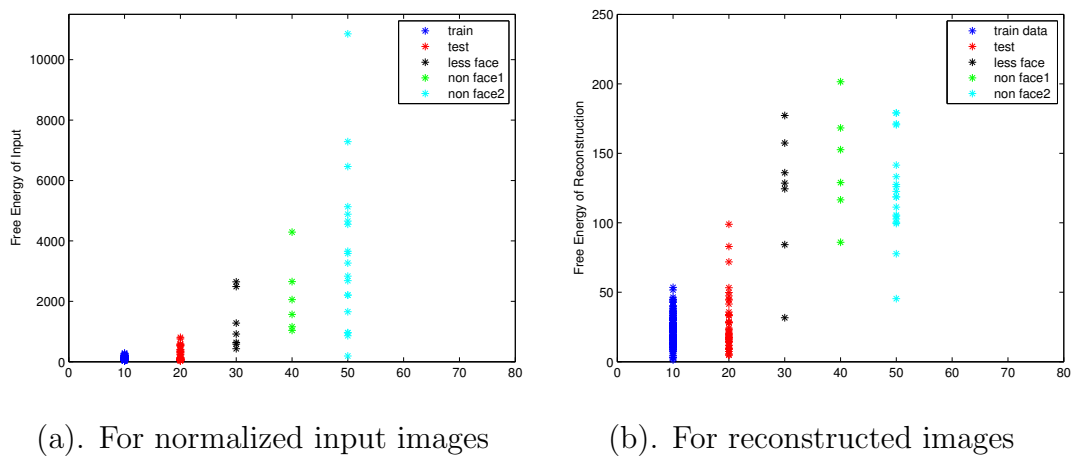 10000
8000
6000
4000
2000
0
Free Energy of Input
0 10 20 30 40 50 60 70 80
train
test
less face
non face1
non face2
(a). For normalized input images
250
200
150
100
50
0
Free Energy of Reconstruction
0 10 20 30 40 50 60 70 80
train data
test
less face
non face1
non face2
(b). For reconstructed images